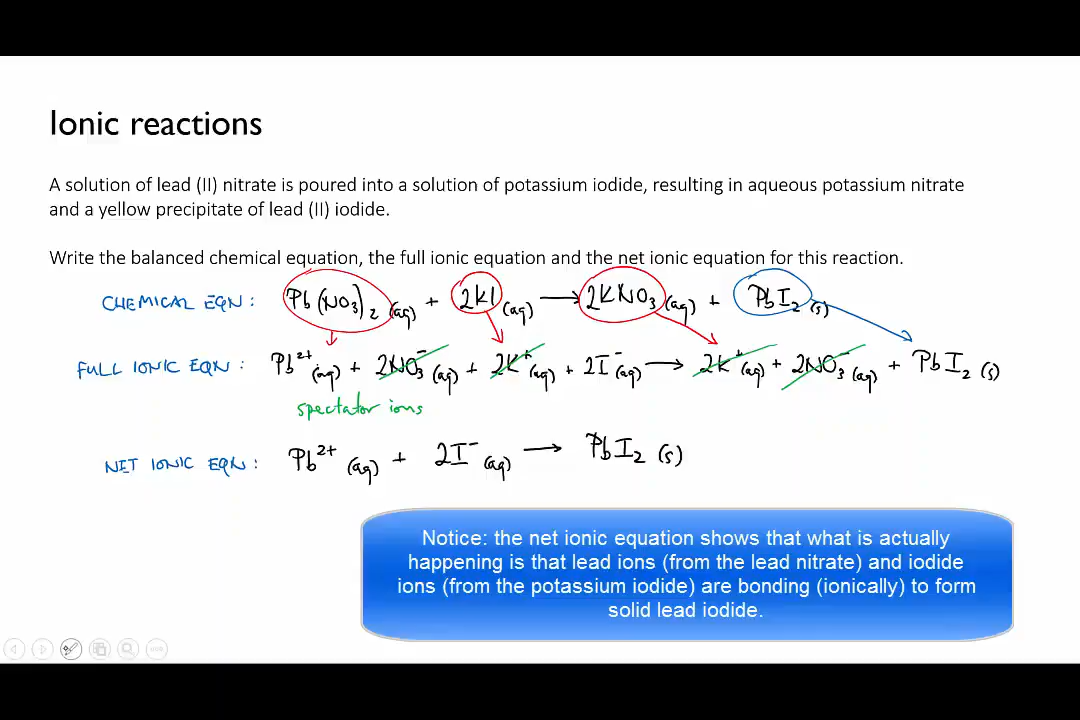 Ionic reactions
A solution of lead (II) nitrate is poured into a solution of potassium iodide, resulting in aqueous potassium nitrate
and a yellow precipitate of lead (II) iodide.
Write the balanced chemical equation, the full ionic equation and the net ionic equation for this reaction.
CHEMICAL EQN: Pb(NO₃)₂ (aq) + 2KI (aq) → 2KNO₃ (aq) + PbI₂ (s)
FULL IONIC EQN: Pb²⁺ (aq) + 2NO₃⁻ (aq) + 2K⁺ (aq) + 2I⁻ (aq) → 2K⁺ (aq) + 2NO₃⁻ (aq) + PbI₂ (s)
spectator ions
NET IONIC EQN: Pb²⁺ (aq) + 2I⁻ (aq) → PbI₂ (s)
Notice: the net ionic equation shows that what is actually
happening is that lead ions (from the lead nitrate) and iodide
ions (from the potassium iodide) are bonding (ionically) to form
solid lead iodide.